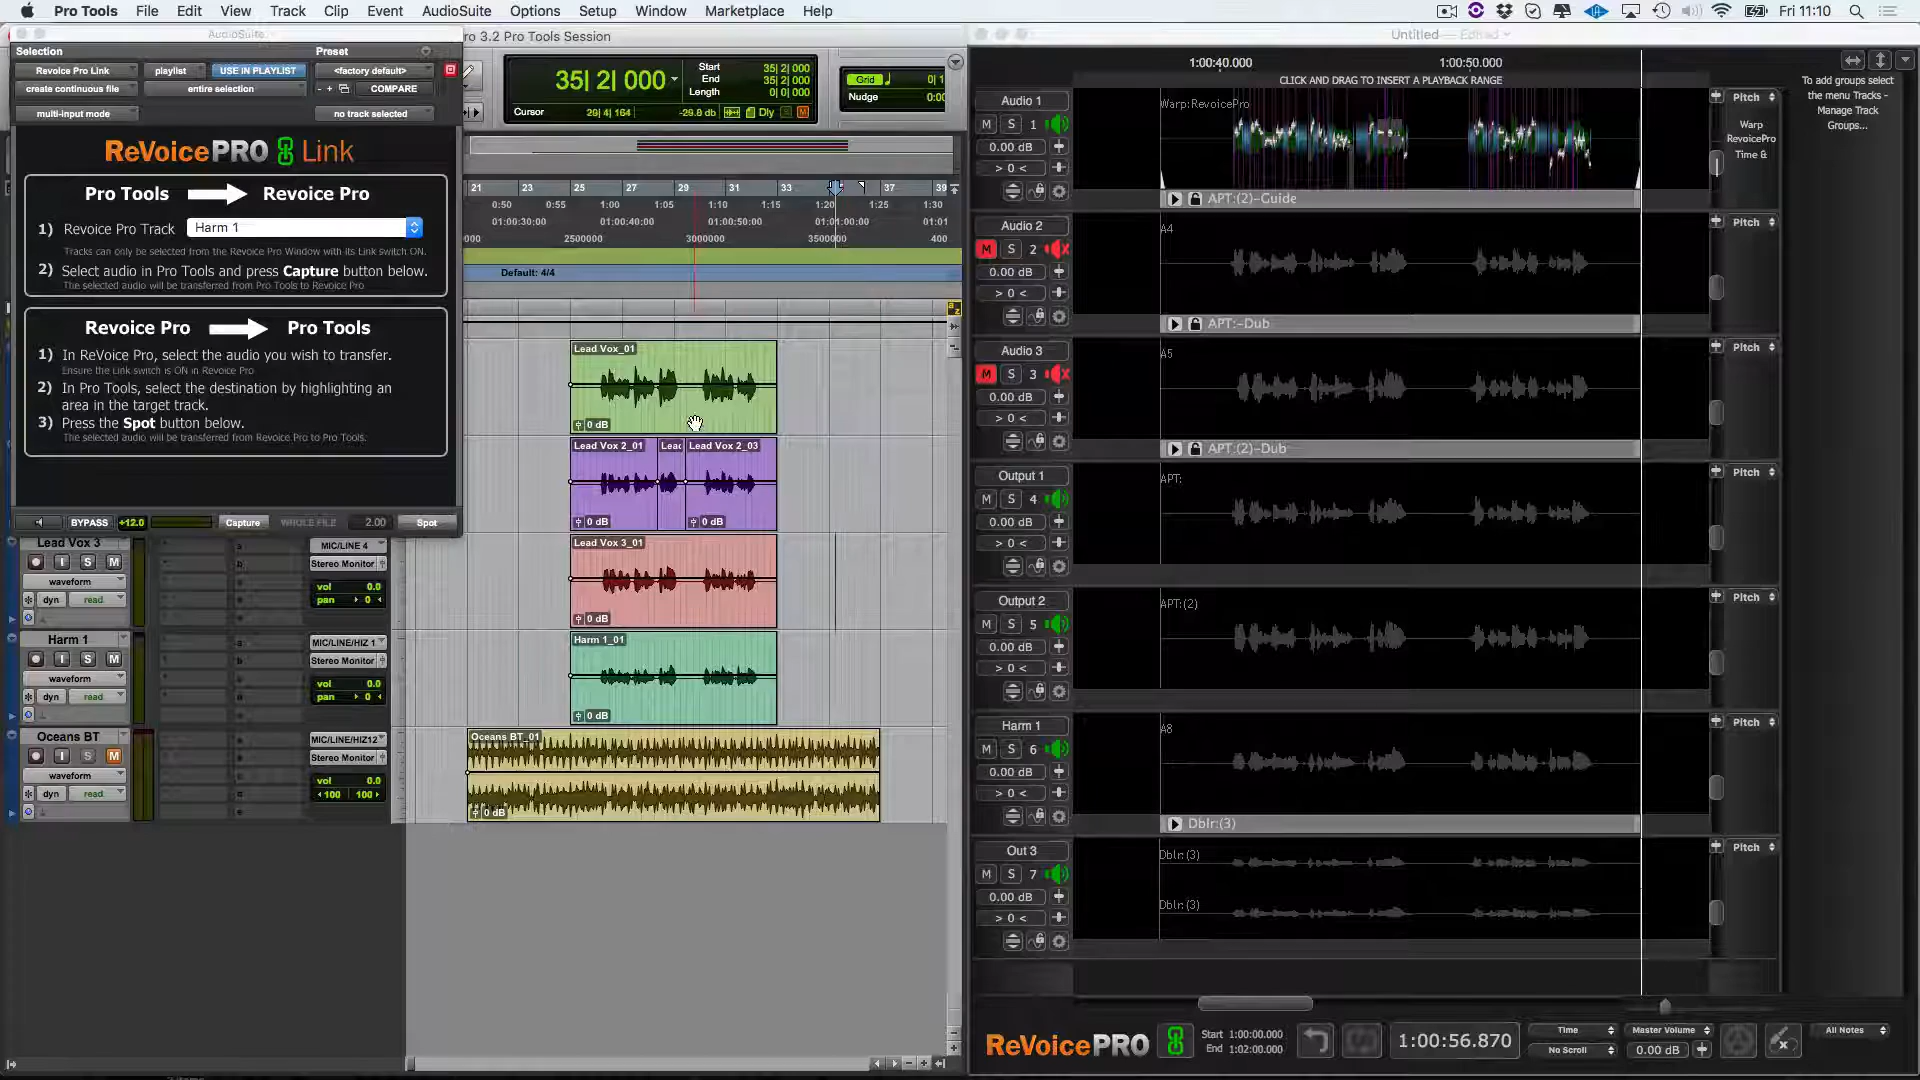 Pro Tools File Edit View Track Clip Event AudioSuite Options Setup Window Marketplace Help
Fri 11:10
AudioSuite
ro 3.2 Pro Tools Session
Untitled — Edited
Selection
Preset
Revoice Pro Link
playlist
USE IN PLAYLIST
<factory default>
create continuous file
entire selection
- +
COMPARE
multi-input mode
no track selected
ReVoicePRO Link
Pro Tools
Revoice Pro
1) Revoice Pro Track
Harm 1
Tracks can only be selected from the Revoice Pro Window with its Link switch ON.
2) Select audio in Pro Tools and press Capture button below.
The selected audio will be transferred from Pro Tools to Revoice Pro
Revoice Pro
Pro Tools
1) In ReVoice Pro, select the audio you wish to transfer.
Ensure the Link switch is ON in Revoice Pro
2) In Pro Tools, select the destination by highlighting an
area in the target track.
3) Press the Spot button below.
The selected audio will be transferred from Revoice Pro to Pro Tools.
BYPASS
+12.0
Capture
WHOLE FILE
2.00
Spot
35| 2| 000
Start
End
Length
35| 2| 000
35| 2| 000
0| 0| 000
Cursor
29| 4| 164
-29.9 db
Dly
S
M
Grid
0| 1
Nudge
0:00
21 23 25 27 29 31 33 37 39
0:50 0:55 1:00 1:05 1:10 1:15 1:20 1:25 1:30
01:00:30:00 01:00:40:00 01:00:50:00 01:01:00:00 01:01
0000 2500000 3000000 3500000 400
Default: 4/4
Lead Vox_01
0 dB
Lead Vox 2_01
Leac
Lead Vox 2_03
0 dB
0 dB
Lead Vox 3_01
0 dB
Harm 1_01
0 dB
Oceans BT_01
0 dB
Lead Vox 3
I S M
waveform
dyn
read
MIC/LINE 4
Stereo Monitor
vol 0.0
pan 0
Harm 1
I S M
waveform
dyn
read
MIC/LINE/HIZ 1
Stereo Monitor
vol 0.0
pan 0
Oceans BT
I S M
waveform
dyn
read
MIC/LINE/HIZ12
Stereo Monitor
vol 0.0
100 100
1:00:40.000
1:00:50.000
CLICK AND DRAG TO INSERT A PLAYBACK RANGE
To add groups select
the menu Tracks -
Manage Track
Groups...
Audio 1
M S 1
0.00 dB
> 0 <
Warp:RevoicePro
APT:(2)-Guide
Pitch
Warp
RevoicePro
Time &
Audio 2
M S 2
0.00 dB
> 0 <
A4
APT:-Dub
Pitch
Audio 3
M S 3
0.00 dB
> 0 <
A5
APT:(2)-Dub
Pitch
Output 1
M S 4
0.00 dB
> 0 <
APT:
Pitch
Output 2
M S 5
0.00 dB
> 0 <
APT:(2)
Pitch
Harm 1
M S 6
0.00 dB
> 0 <
A8
Dblr:(3)
Pitch
Out 3
M S 7
0.00 dB
> 0 <
Dblr:(3)
Dblr:(3)
Pitch
ReVoicePRO
Start 1:00:00.000
End 1:02:00.000
1:00:56.870
Time
No Scroll
Master Volume
0.00 dB
All Notes